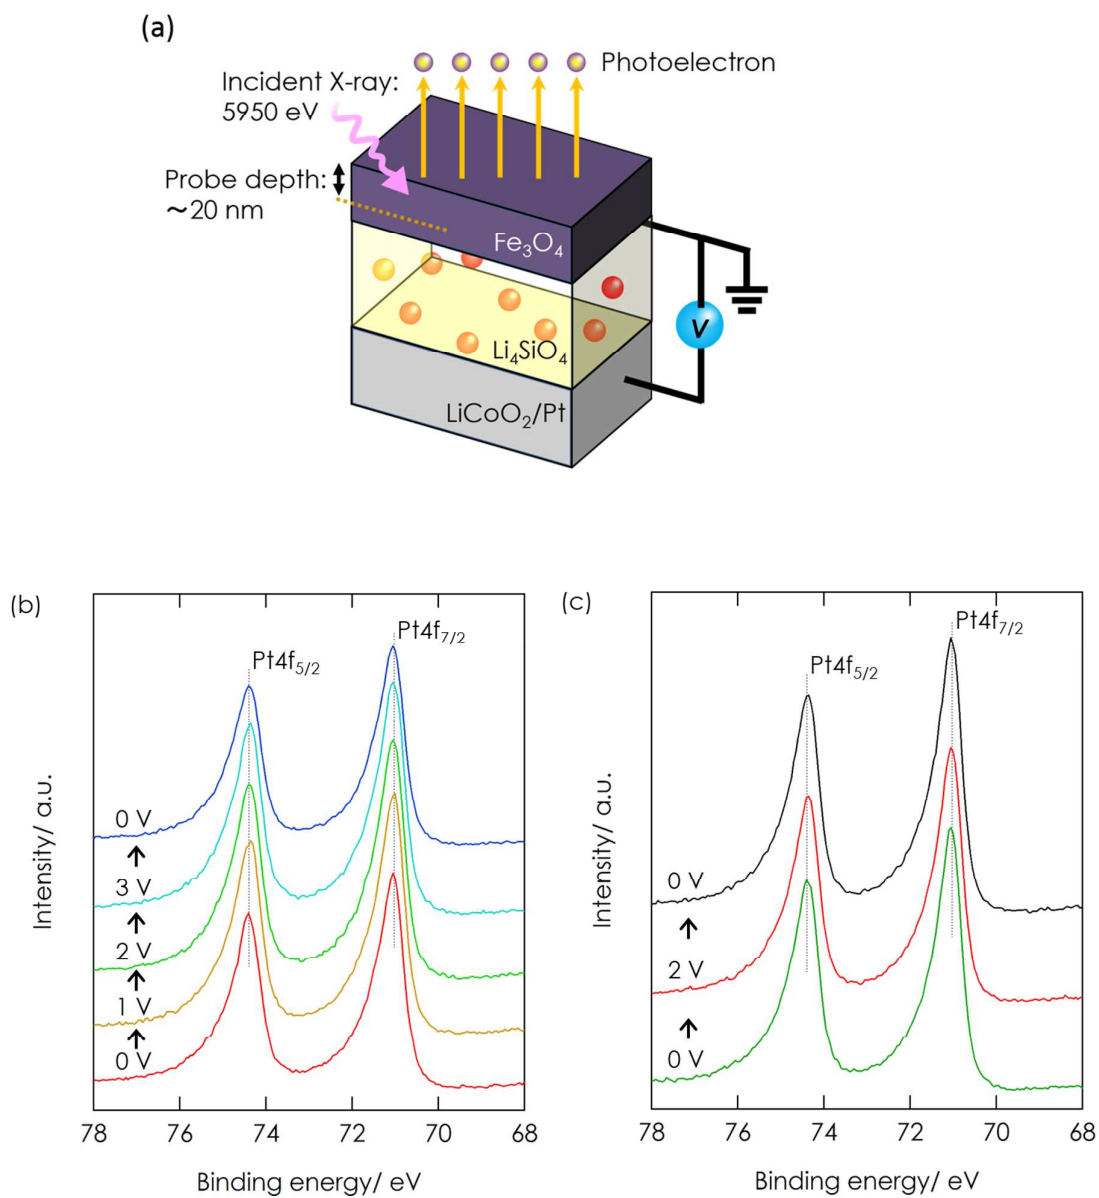 (a)
Photoelectron
Incident X-ray:
5950 eV
Probe depth:
~20 nm
Fe₃O₄
Li₄SiO₄
LiCoO₂/Pt
V
(b)
Pt4f₇/₂
Pt4f₅/₂
0 V
3 V
2 V
1 V
0 V
Intensity/ a.u.
78 76 74 72 70 68
Binding energy/ eV
(c)
Pt4f₇/₂
Pt4f₅/₂
0 V
2 V
0 V
Intensity/ a.u.
78 76 74 72 70 68
Binding energy/ eV